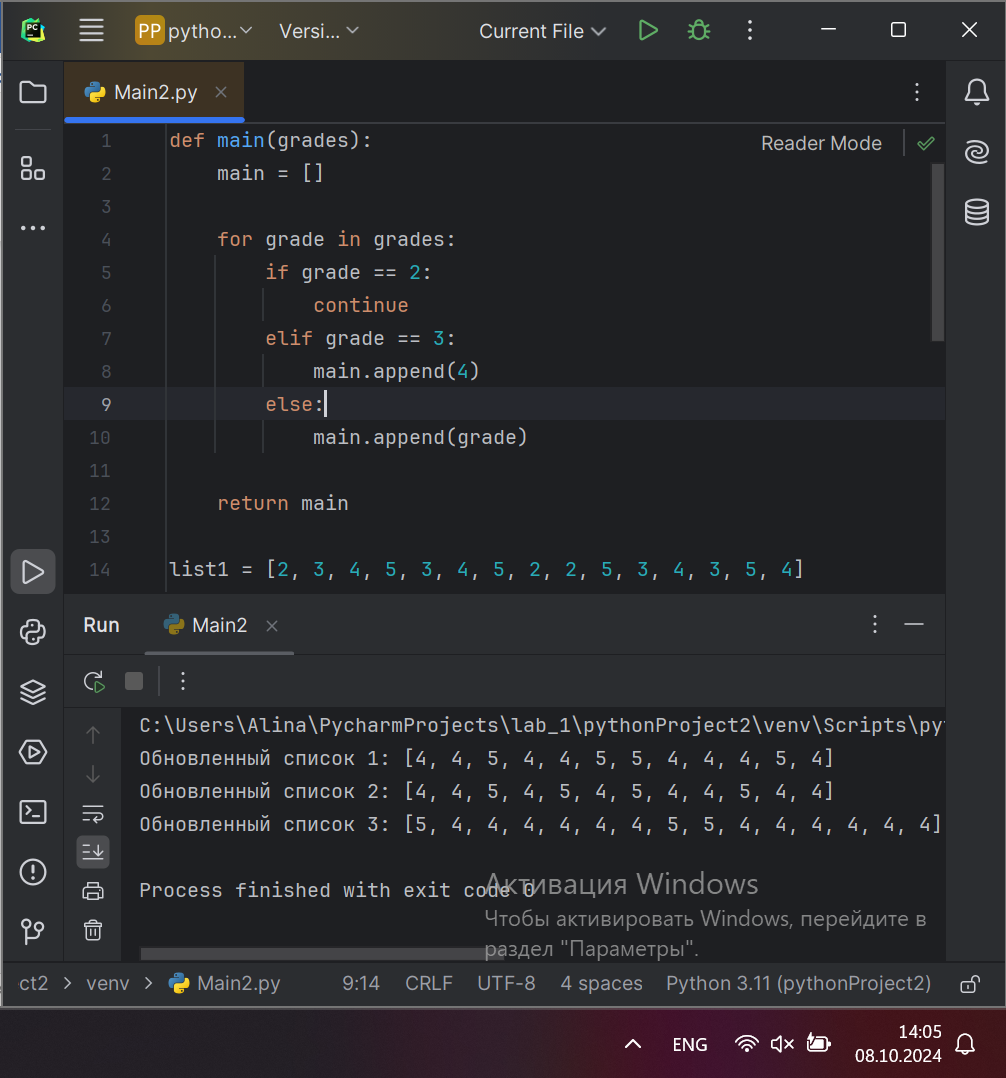 PC
PP pytho... Versi... Current File
Main2.py
Reader Mode
1 def main(grades):
2 main = []
3
4 for grade in grades:
5 if grade == 2:
6 continue
7 elif grade == 3:
8 main.append(4)
9 else:
10 main.append(grade)
11
12 return main
13
14 list1 = [2, 3, 4, 5, 3, 4, 5, 2, 2, 5, 3, 4, 3, 5, 4]
Run Main2
C:\Users\Alina\PycharmProjects\lab_1\pythonProject2\venv\Scripts\py
Обновленный список 1: [4, 4, 5, 4, 4, 5, 5, 4, 4, 4, 5, 4]
Обновленный список 2: [4, 4, 5, 4, 5, 4, 5, 4, 4, 5, 4, 4]
Обновленный список 3: [5, 4, 4, 4, 4, 4, 4, 5, 5, 4, 4, 4, 4, 4, 4]
Process finished with exit code 0
Активация Windows
Чтобы активировать Windows, перейдите в
раздел "Параметры".
ct2 > venv > Main2.py 9:14 CRLF UTF-8 4 spaces Python 3.11 (pythonProject2)
ENG
14:05
08.10.2024